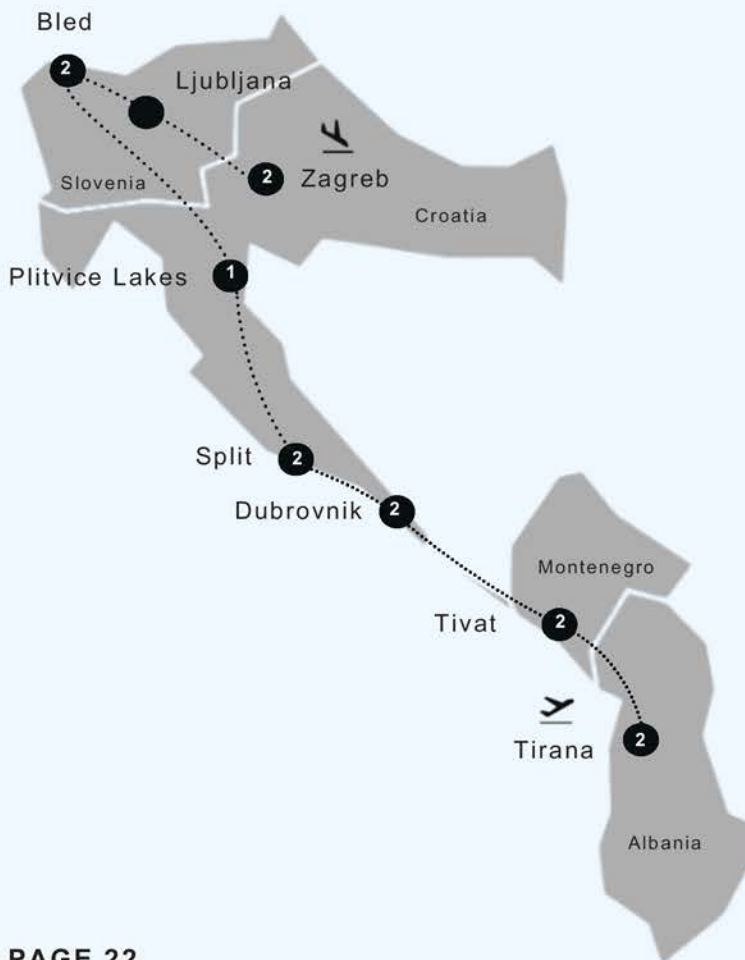 Bled
2
Ljubljana
Slovenia
2
Zagreb
Croatia
Plitvice Lakes
1
Split
2
Dubrovnik
2
Montenegro
Tivat
2
Tirana
2
Albania
PAGE 22